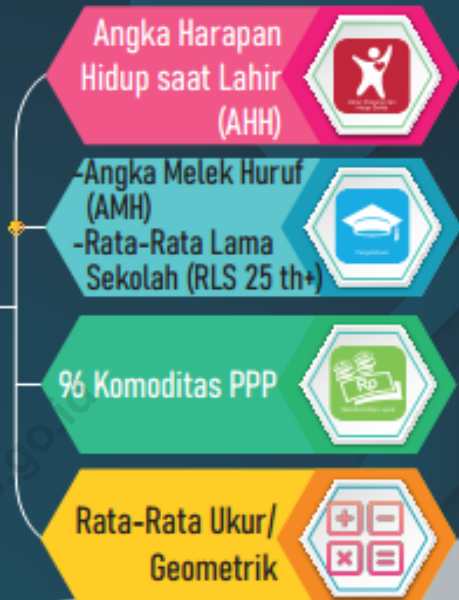 Angka Harapan
Hidup saat Lahir
(AHH)
-Angka Melek Huruf
(AMH)
-Rata-Rata Lama
Sekolah (RLS 25 th+)
96 Komoditas PPP
Rp
Rata-Rata Ukur/
Geometrik